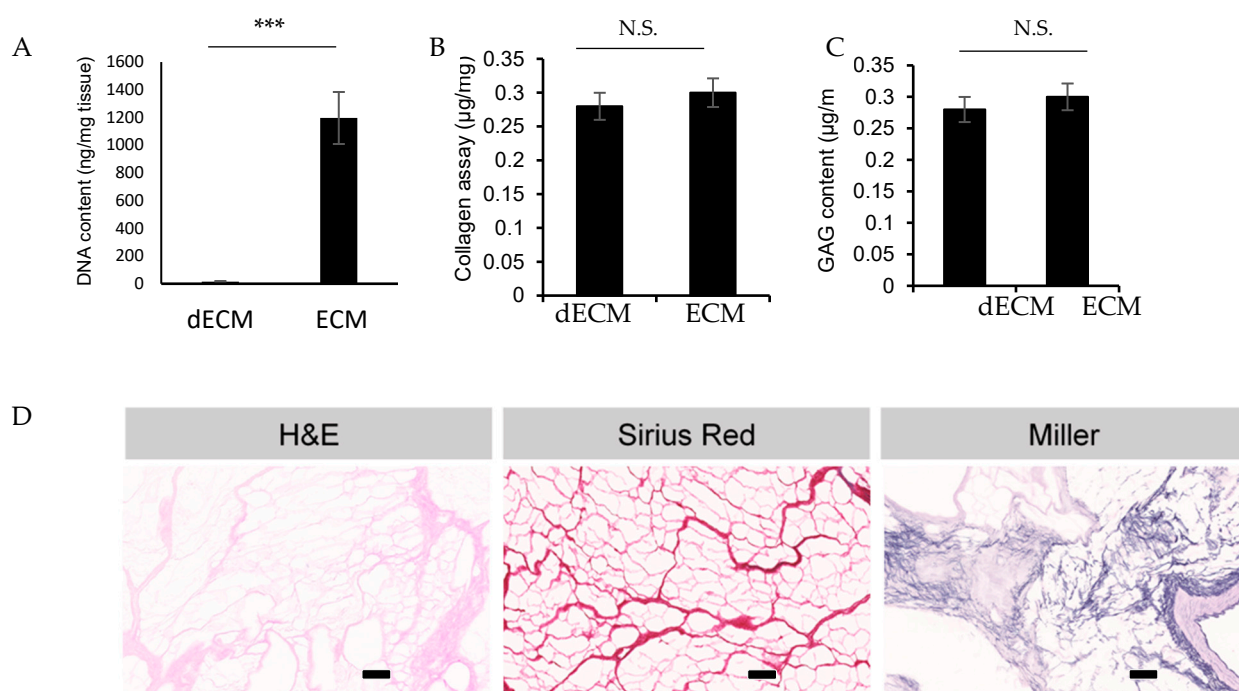 A
***
DNA content (ng/mg tissue)
1600
1400
1200
1000
800
600
400
200
0
dECM ECM
B
N.S.
Collagen assay (µg/mg)
0.35
0.3
0.25
0.2
0.15
0.1
0.05
0
dECM ECM
C
N.S.
GAG content (µg/m
0.35
0.3
0.25
0.2
0.15
0.1
0.05
0
dECM ECM
D
H&E
Sirius Red
Miller